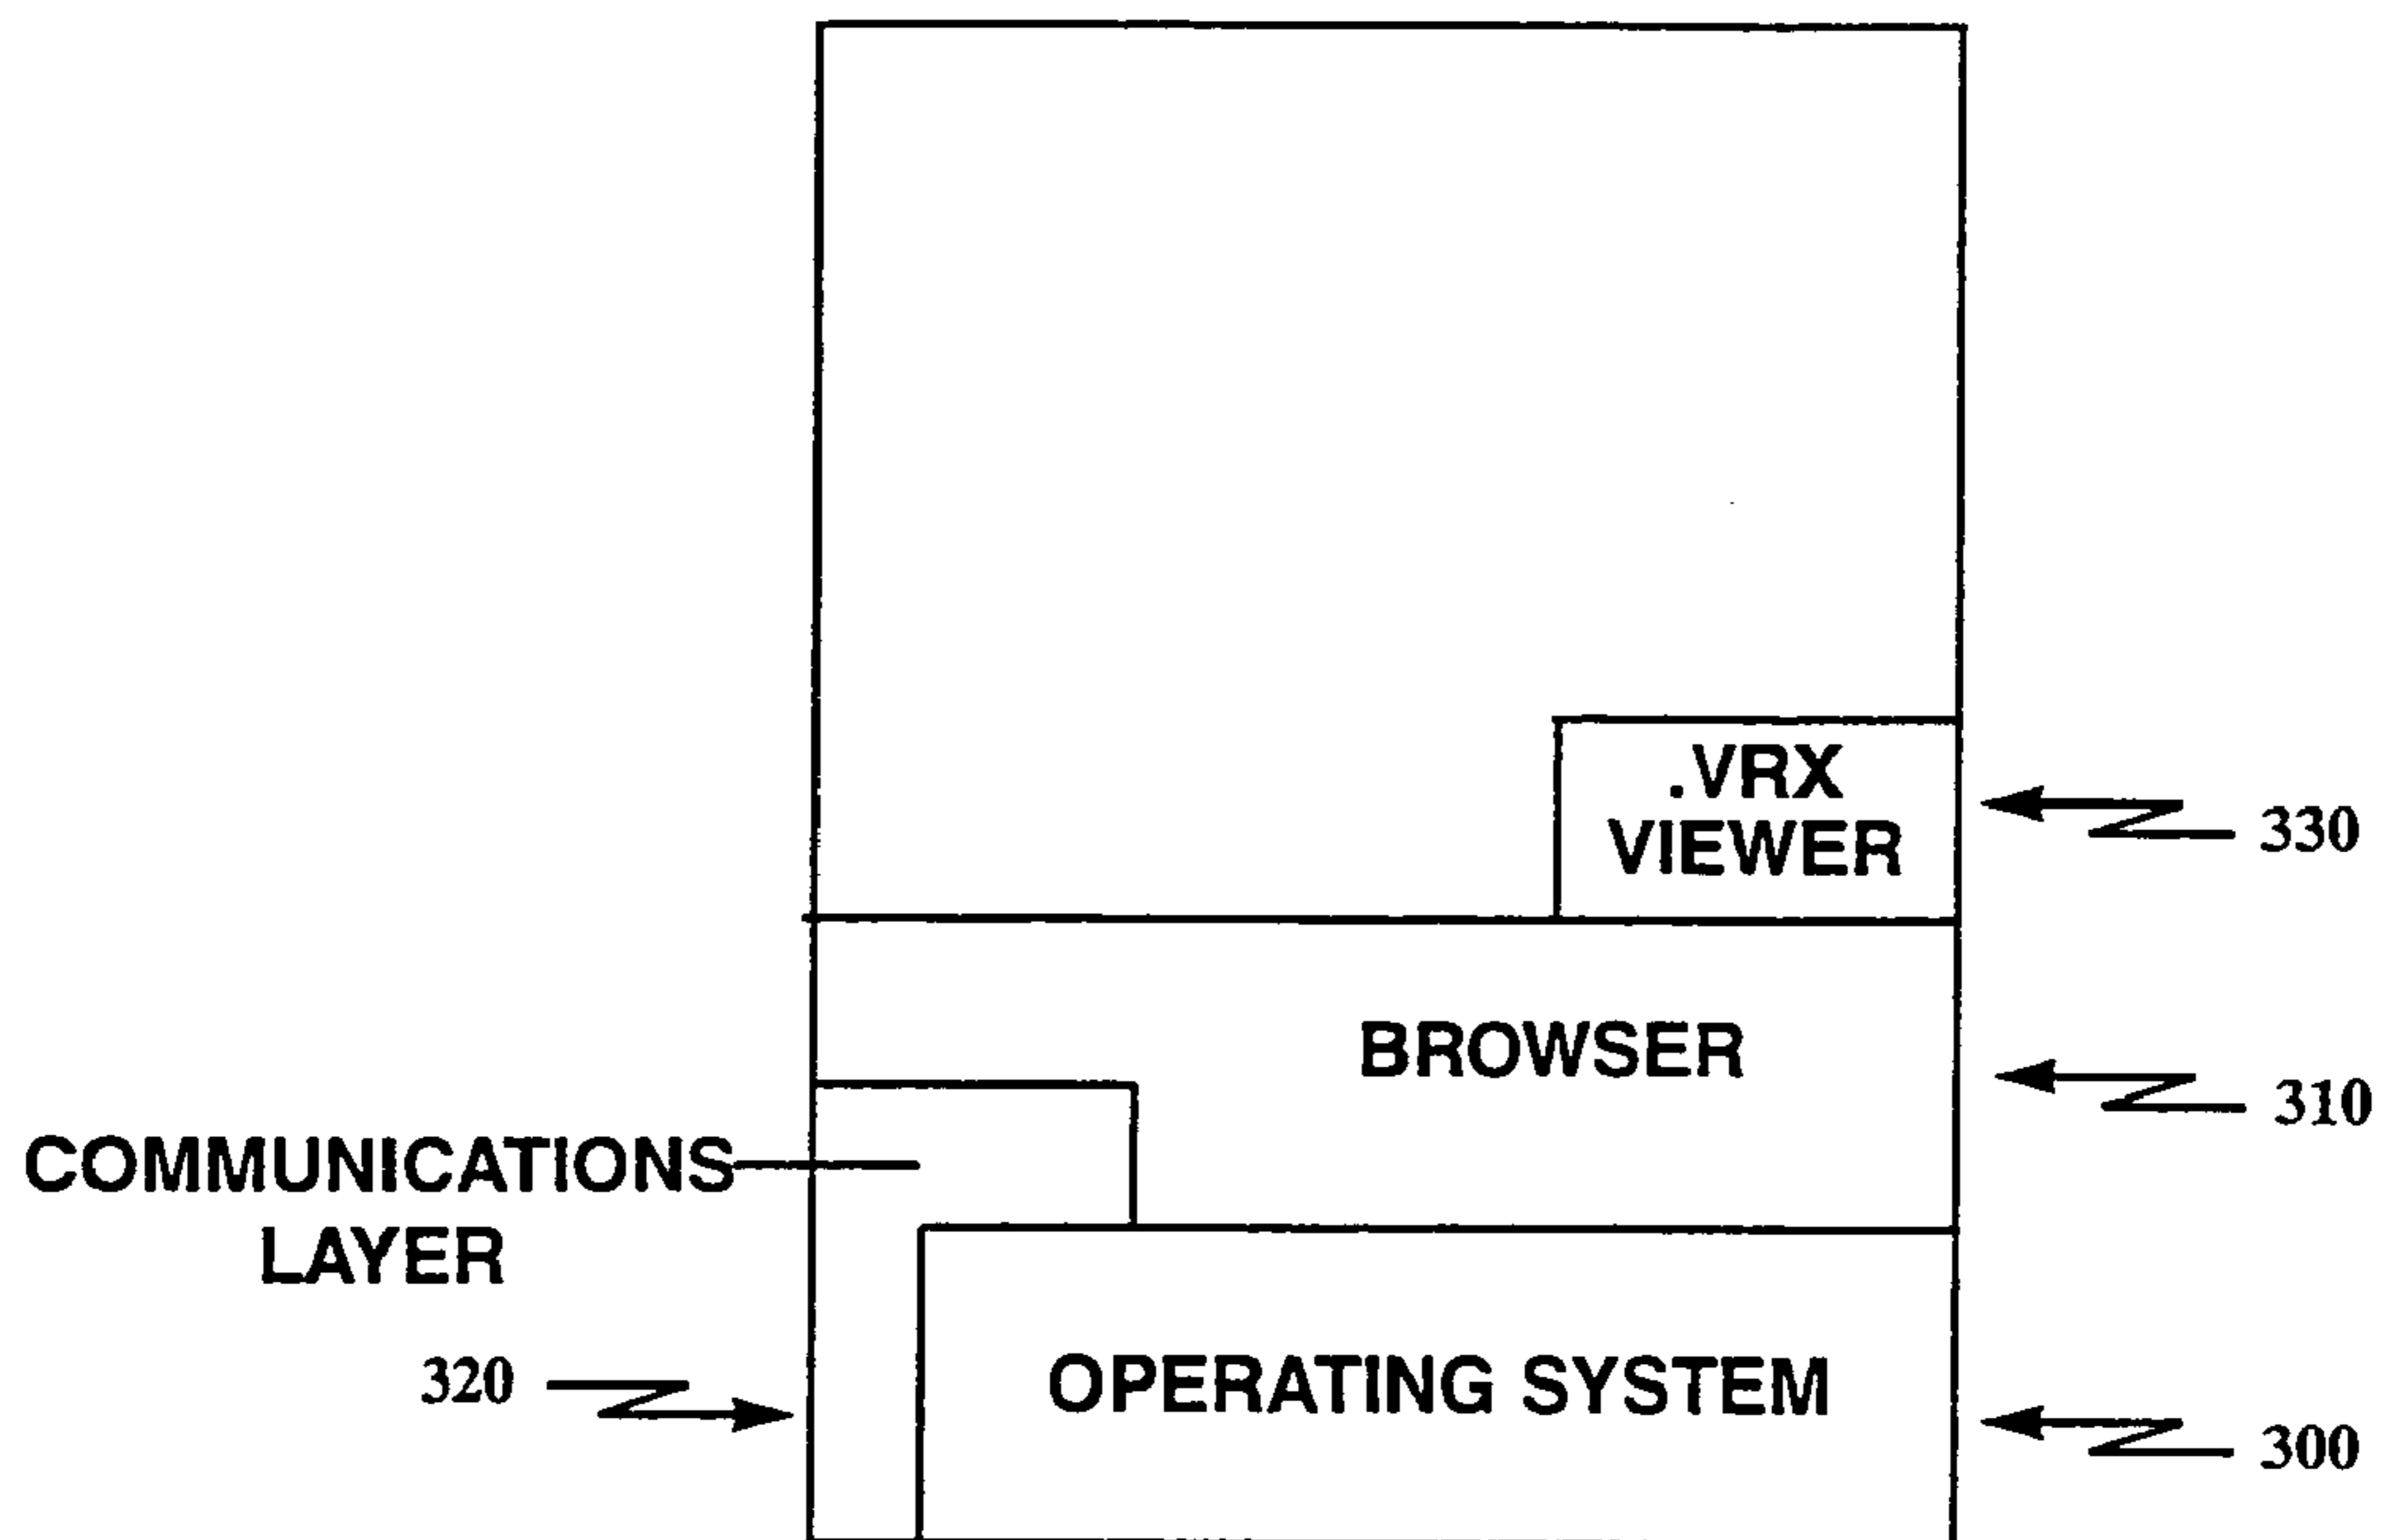 .VRX
VIEWER
330
BROWSER
310
COMMUNICATIONS
LAYER
320
OPERATING SYSTEM
300